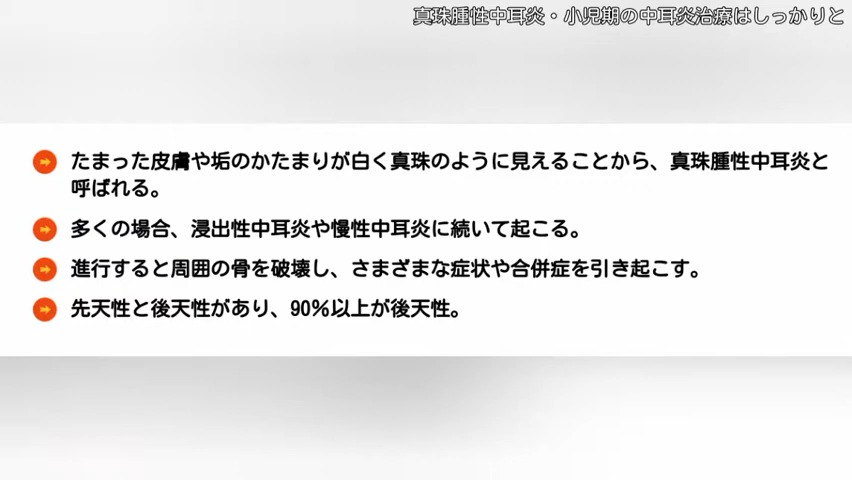 真珠腫性中耳炎・小児期の中耳炎治療はしっかりと
たまった皮膚や垢のかたまりが白く真珠のように見えることから、真珠腫性中耳炎と
呼ばれる。
多くの場合、浸出性中耳炎や慢性中耳炎に続いて起こる。
進行すると周囲の骨を破壊し、さまざまな症状や合併症を引き起こす。
先天性と後天性があり、90%以上が後天性。